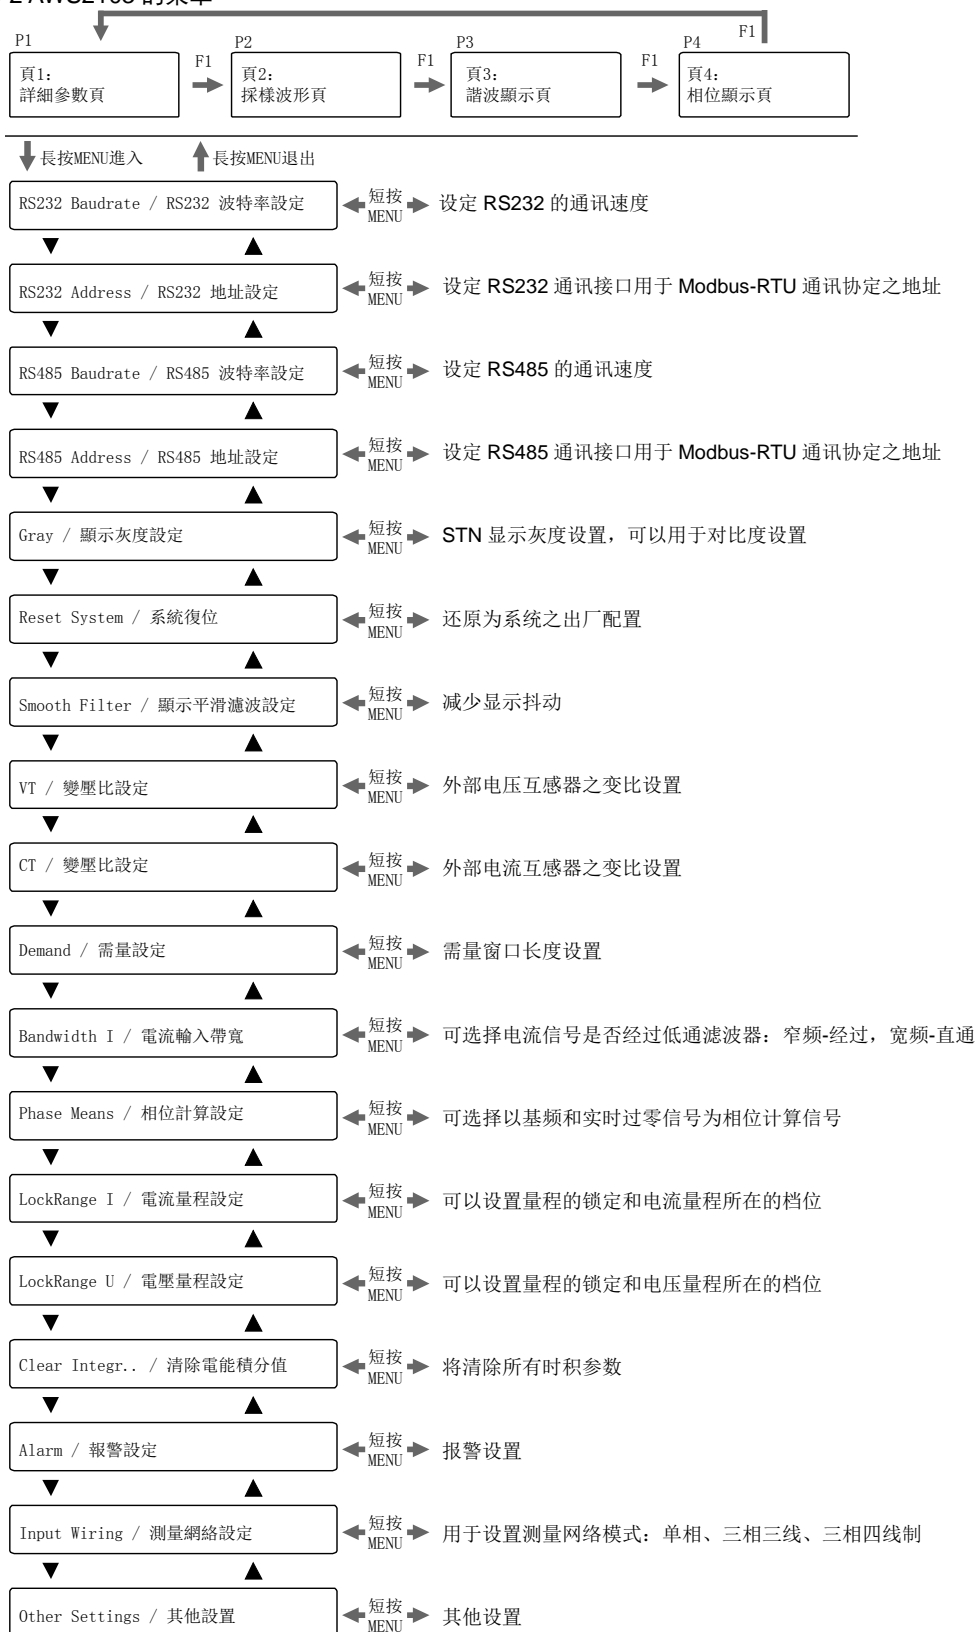 P1
P2
P3
P4
F1
頁1:
詳細參數頁
F1
頁2:
採樣波形頁
F1
頁3:
諧波顯示頁
F1
頁4:
相位顯示頁
長按MENU進入
長按MENU退出
RS232 Baudrate / RS232 波特率設定
短按
MENU
设定 RS232 的通讯速度
RS232 Address / RS232 地址設定
短按
MENU
设定 RS232 通讯接口用于 Modbus-RTU 通讯协定之地址
RS485 Baudrate / RS485 波特率設定
短按
MENU
设定 RS485 的通讯速度
RS485 Address / RS485 地址設定
短按
MENU
设定 RS485 通讯接口用于 Modbus-RTU 通讯协定之地址
Gray / 顯示灰度設定
短按
MENU
STN 显示灰度设置，可以用于对比度设置
Reset System / 系統復位
短按
MENU
还原为系统之出厂配置
Smooth Filter / 顯示平滑濾波設定
短按
MENU
减少显示抖动
VT / 變壓比設定
短按
MENU
外部电压互感器之变比设置
CT / 變壓比設定
短按
MENU
外部电流互感器之变比设置
Demand / 需量設定
短按
MENU
需量窗口长度设置
Bandwidth I / 電流輸入帶寬
短按
MENU
可选择电流信号是否经过低通滤波器：窄频-经过，宽频-直通
Phase Means / 相位計算設定
短按
MENU
可选择以基频和实时过零信号为相位计算信号
LockRange I / 電流量程設定
短按
MENU
可以设置量程的锁定和电流量程所在的档位
LockRange U / 電壓量程設定
短按
MENU
可以设置量程的锁定和电压量程所在的档位
Clear Integr.. / 清除電能積分值
短按
MENU
将清除所有时积参数
Alarm / 報警設定
短按
MENU
报警设置
Input Wiring / 測量網絡設定
短按
MENU
用于设置测量网络模式：单相、三相三线、三相四线制
Other Settings / 其他設置
短按
MENU
其他设置